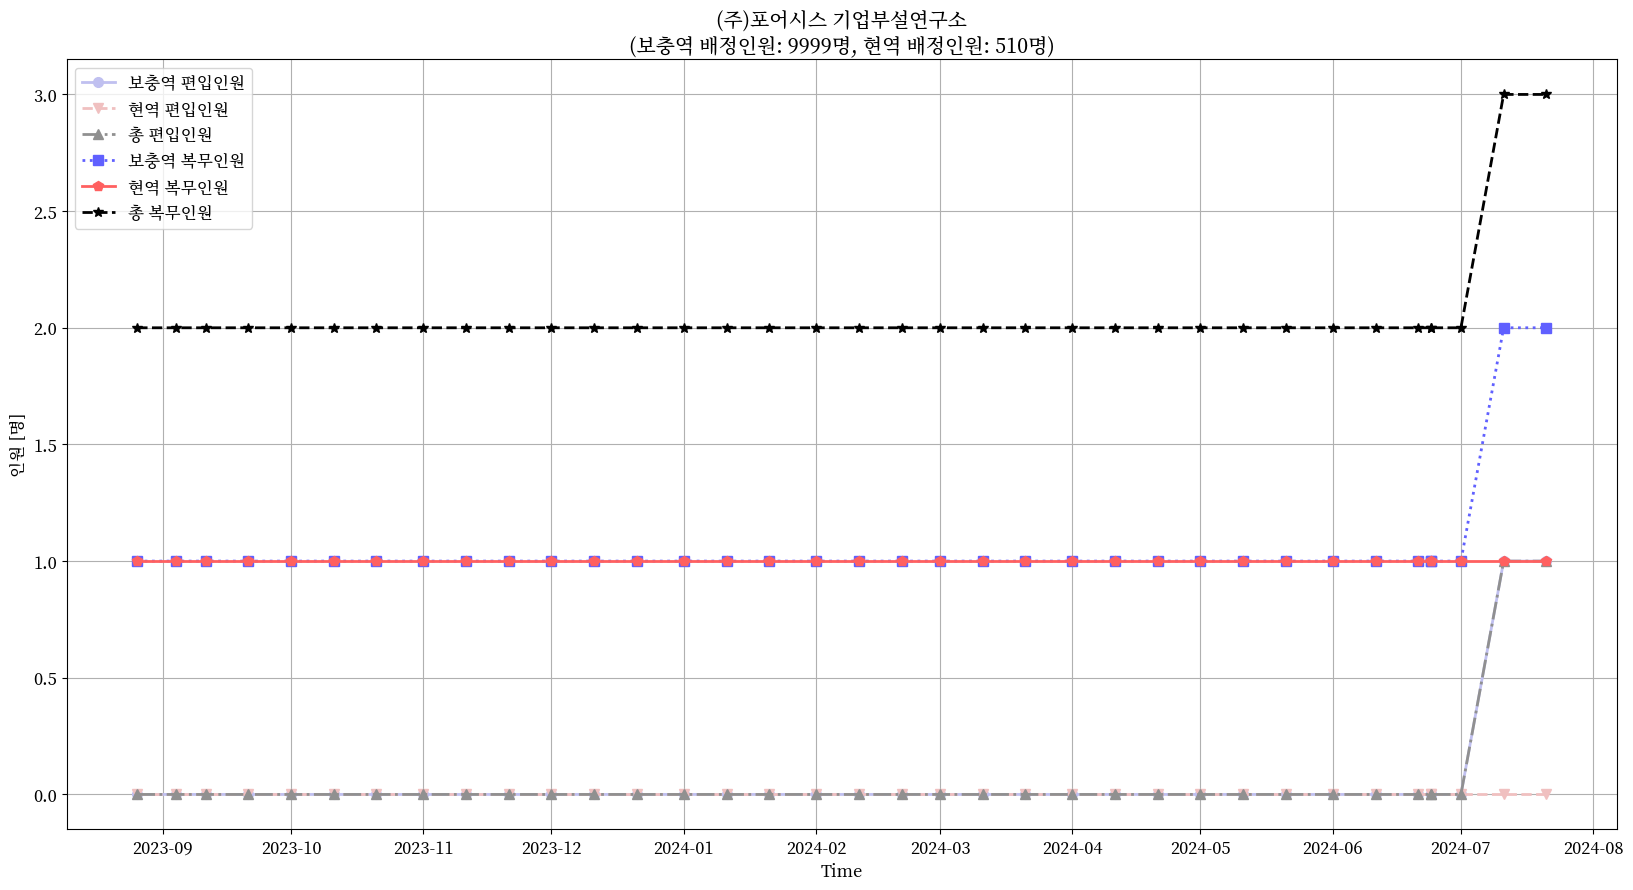 (주)포어시스 기업부설연구소
(보충역 배정인원: 9999명, 현역 배정인원: 510명)
보충역 편입인원
현역 편입인원
총 편입인원
보충역 복무인원
현역 복무인원
총 복무인원
인원 [명]
3.0
2.5
2.0
1.5
1.0
0.5
0.0
2023-09 2023-10 2023-11 2023-12 2024-01 2024-02 2024-03 2024-04 2024-05 2024-06 2024-07 2024-08
Time